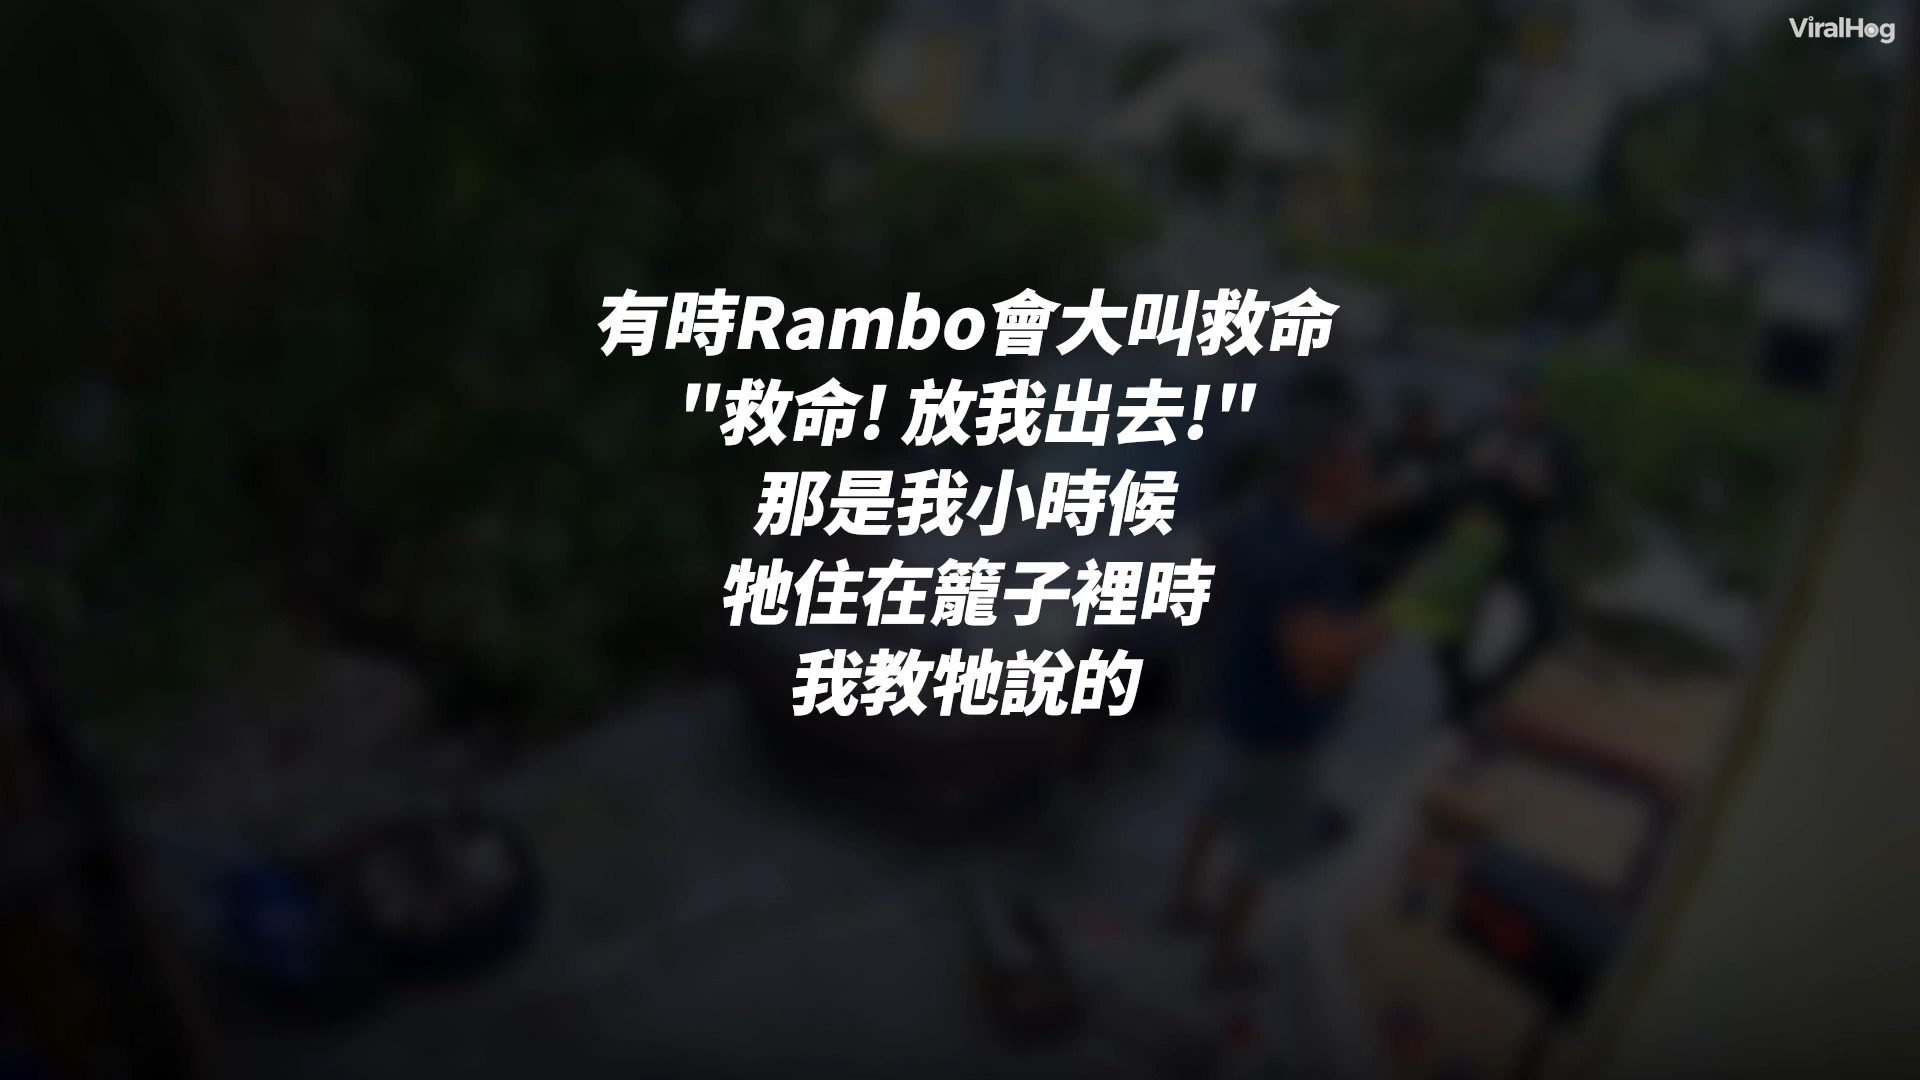 ViralHog
有時Rambo會大叫救命
"救命! 放我出去!"
那是我小時候
牠住在籠子裡時
我教牠說的